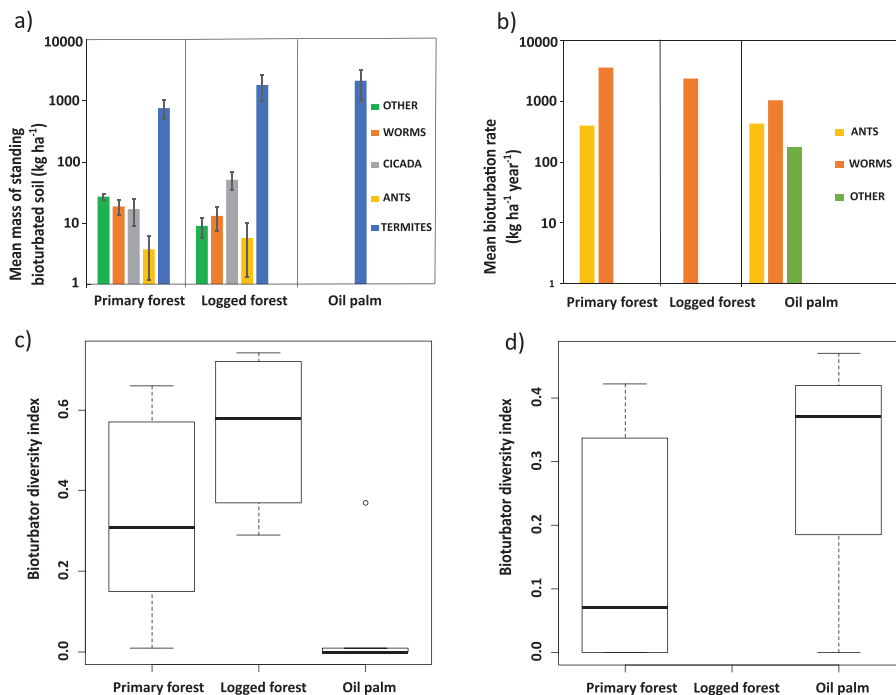 a)
Mean mass of standing
bioturbated soil (kg ha-1)
10000
1000
100
10
1
OTHER
WORMS
CICADA
ANTS
TERMITES
Primary forest
Logged forest
Oil palm
b)
Mean bioturbation rate
(kg ha-1 year-1)
10000
1000
100
10
1
ANTS
WORMS
OTHER
Primary forest
Logged forest
Oil palm
c)
Bioturbator diversity index
0.6
0.4
0.2
0.0
Primary forest
Logged forest
Oil palm
d)
Bioturbator diversity index
0.4
0.3
0.2
0.1
0.0
Primary forest
Logged forest
Oil palm